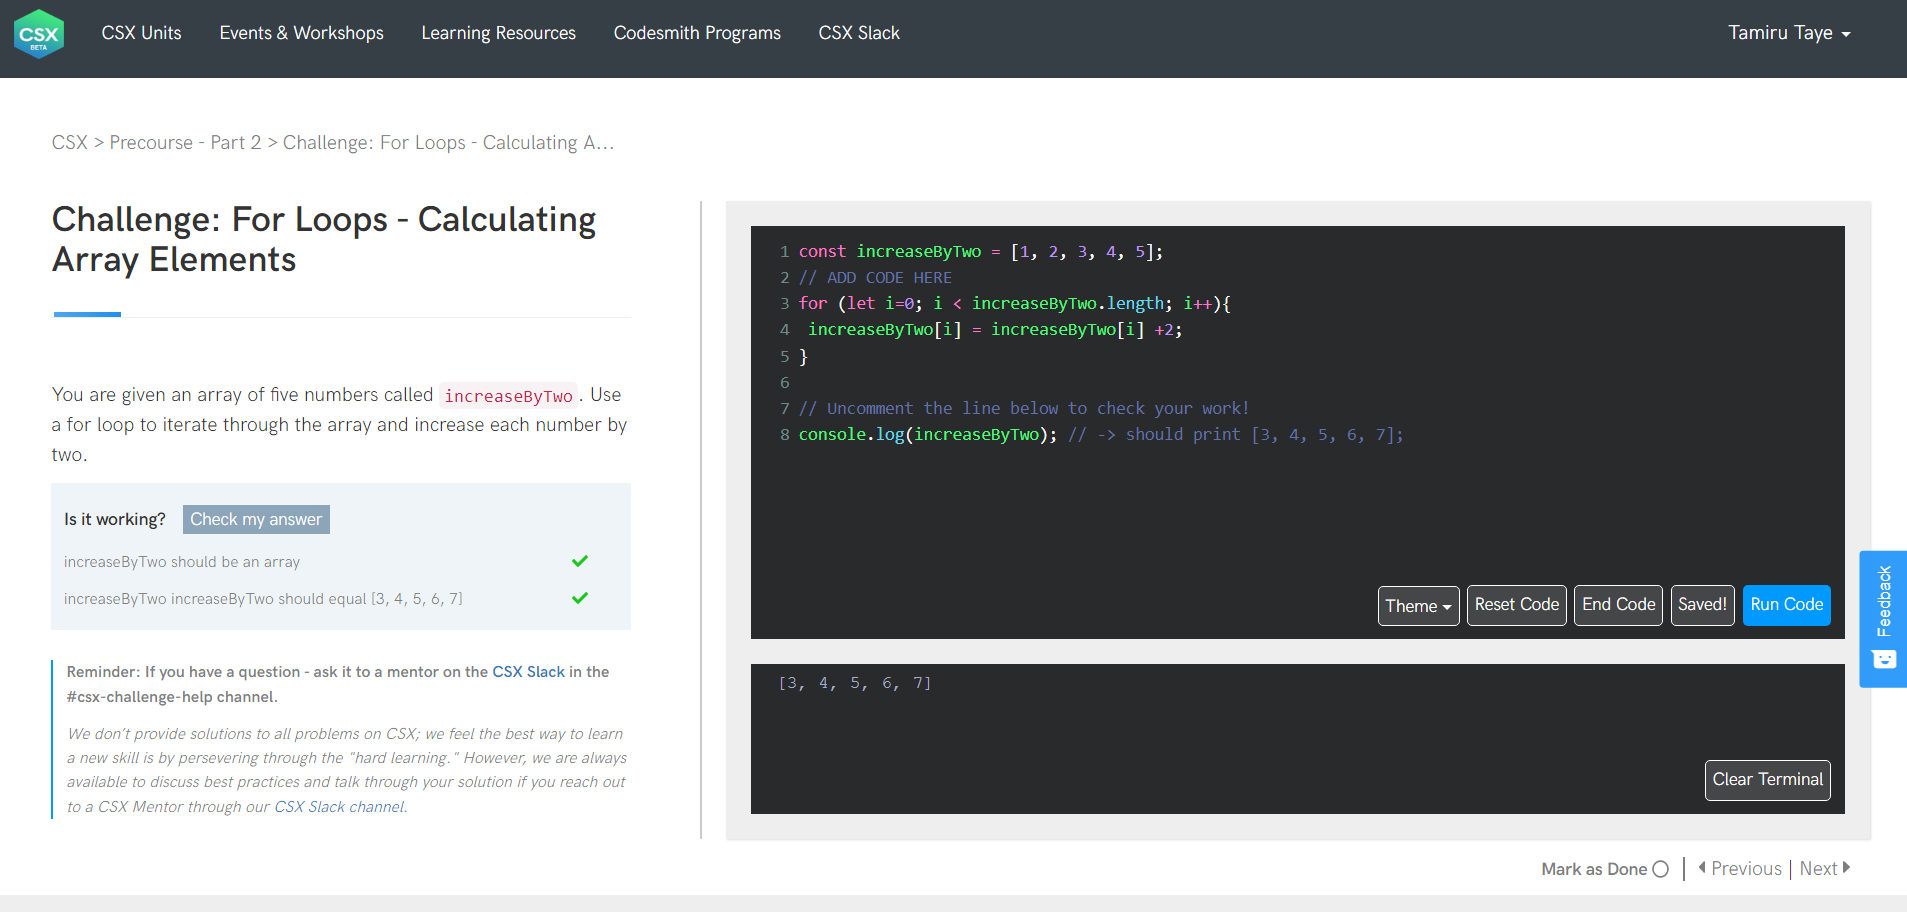 CSX
BETA
CSX Units
Events & Workshops
Learning Resources
Codesmith Programs
CSX Slack
Tamiru Taye
CSX > Precourse - Part 2 > Challenge: For Loops - Calculating A...
Challenge: For Loops - Calculating
Array Elements
You are given an array of five numbers called increaseByTwo. Use
a for loop to iterate through the array and increase each number by
two.
Is it working?
Check my answer
increaseByTwo should be an array
increaseByTwo increaseByTwo should equal [3, 4, 5, 6, 7]
Reminder: If you have a question - ask it to a mentor on the CSX Slack in the
#csx-challenge-help channel.
We don't provide solutions to all problems on CSX; we feel the best way to learn
a new skill is by persevering through the "hard learning." However, we are always
available to discuss best practices and talk through your solution if you reach out
to a CSX Mentor through our CSX Slack channel.
1 const increaseByTwo = [1, 2, 3, 4, 5];
2 // ADD CODE HERE
3 for (let i=0; i < increaseByTwo.length; i++){
4  increaseByTwo[i] = increaseByTwo[i] +2;
5 }
6
7 // Uncomment the line below to check your work!
8 console.log(increaseByTwo); // -> should print [3, 4, 5, 6, 7];
Theme
Reset Code
End Code
Saved!
Run Code
[3, 4, 5, 6, 7]
Clear Terminal
Feedback
Mark as Done
Previous | Next